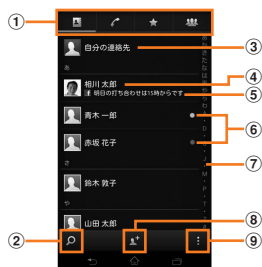 ①
自分の連絡先
③
あ
相川 太郎
④
明日の打ち合わせは15時からです
⑤
青木 一郎
⑥
赤坂 花子
さ
⑦
鈴木 敦子
や
山田 太郎
⑧
②
⑨